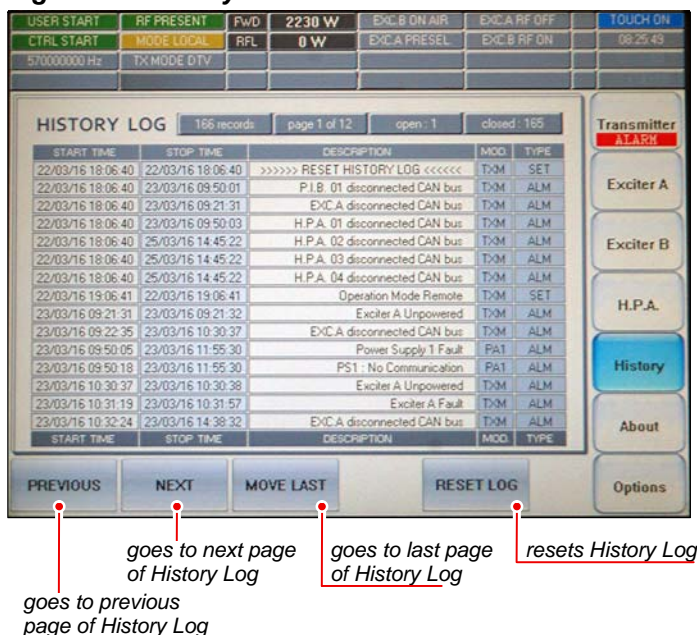 USER START RF PRESENT FWD 2230 W EXC.B ON AIR EXC.A RF OFF TOUCH ON
CTRL START MODE LOCAL RFL 0 W EXC.A PRESEL EXC.B RF ON 08:25:49
570000000 Hz TX MODE DTV
HISTORY LOG 166 records page 1 of 12 open : 1 closed : 165
START TIME STOP TIME DESCRIPTION MOD. TYPE
22/03/16 18:06:40 22/03/16 18:06:40 >>>>>> RESET HISTORY LOG <<<<<< TXM SET
22/03/16 18:06:40 23/03/16 09:50:01 P.I.B. 01 disconnected CAN bus TXM ALM
22/03/16 18:06:40 23/03/16 09:21:31 EXC.A disconnected CAN bus TXM ALM
22/03/16 18:06:40 23/03/16 09:50:03 H.P.A. 01 disconnected CAN bus TXM ALM
22/03/16 18:06:40 25/03/16 14:45:22 H.P.A. 02 disconnected CAN bus TXM ALM
22/03/16 18:06:40 25/03/16 14:45:22 H.P.A. 03 disconnected CAN bus TXM ALM
22/03/16 18:06:40 25/03/16 14:45:22 H.P.A. 04 disconnected CAN bus TXM ALM
22/03/16 19:06:41 22/03/16 19:06:41 Operation Mode Remote TXM SET
23/03/16 09:21:31 23/03/16 09:21:32 Exciter A Unpowered TXM ALM
23/03/16 09:22:35 23/03/16 10:30:37 EXC.A disconnected CAN bus TXM ALM
23/03/16 09:50:05 23/03/16 11:55:30 Power Supply 1 Fault PA1 ALM
23/03/16 09:50:18 23/03/16 11:55:30 PS1 : No Communication PA1 ALM
23/03/16 10:30:37 23/03/16 10:30:38 Exciter A Unpowered TXM ALM
23/03/16 10:31:19 23/03/16 10:31:57 Exciter A Fault TXM ALM
23/03/16 10:32:24 23/03/16 14:38:32 EXC.A disconnected CAN bus TXM ALM
START TIME STOP TIME DESCRIPTION MOD. TYPE
Transmitter
ALARM
Exciter A
Exciter B
H.P.A.
History
About
Options
PREVIOUS NEXT MOVE LAST RESET LOG
goes to next page
of History Log
goes to last page
of History Log
resets History Log
goes to previous
page of History Log